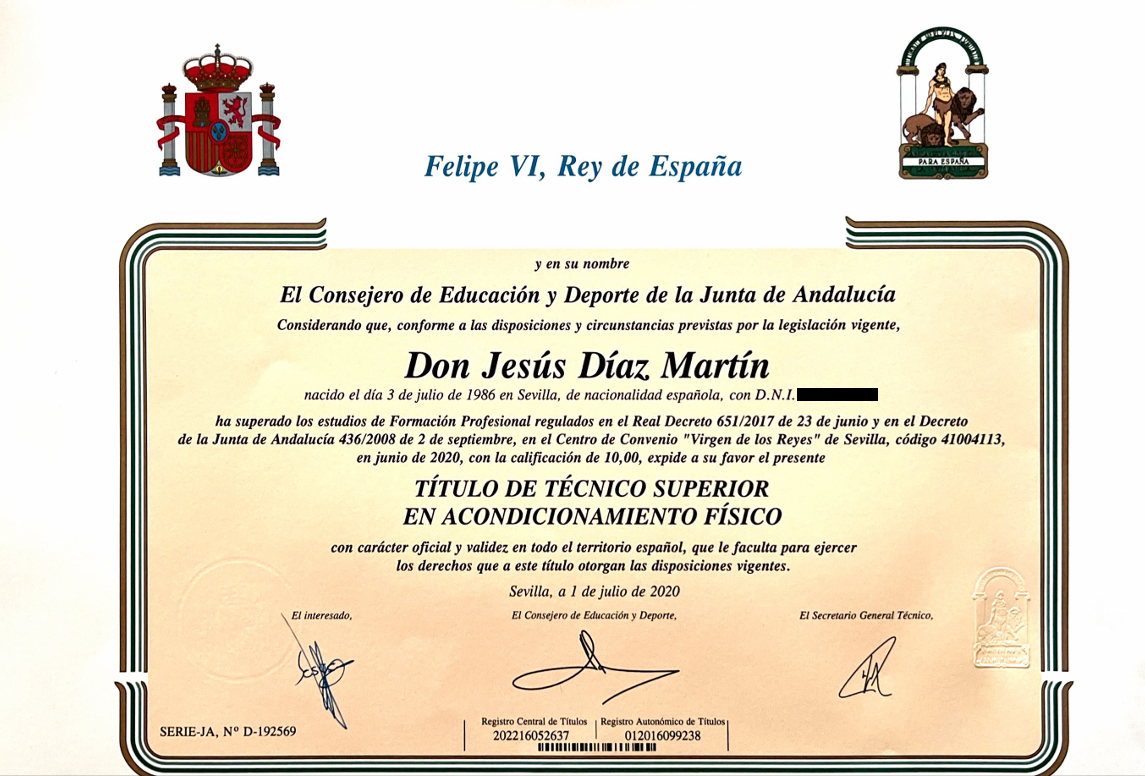 PARA ESPAÑA
Felipe VI, Rey de España
y en su nombre
El Consejero de Educación y Deporte de la Junta de Andalucía
Considerando que, conforme a las disposiciones y circunstancias previstas por la legislación vigente,
Don Jesús Díaz Martín
nacido el día 3 de julio de 1986 en Sevilla, de nacionalidad española, con D.N.I.
ha superado los estudios de Formación Profesional regulados en el Real Decreto 651/2017 de 23 de junio y en el Decreto
de la Junta de Andalucía 436/2008 de 2 de septiembre, en el Centro de Convenio "Virgen de los Reyes" de Sevilla, código 41004113,
en junio de 2020, con la calificación de 10,00, expide a su favor el presente
TÍTULO DE TÉCNICO SUPERIOR
EN ACONDICIONAMIENTO FÍSICO
con carácter oficial y validez en todo el territorio español, que le faculta para ejercer
los derechos que a este título otorgan las disposiciones vigentes.
Sevilla, a 1 de julio de 2020
El interesado,
El Consejero de Educación y Deporte,
El Secretario General Técnico,
SERIE-JA, Nº D-192569
Registro Central de Títulos
202216052637
Registro Autonómico de Títulos
012016099238